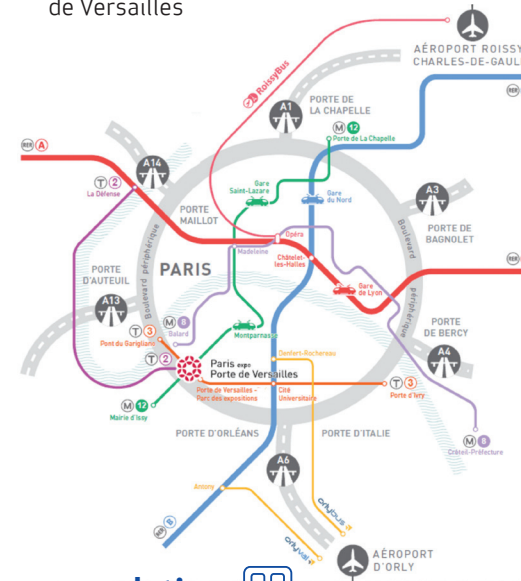 de Versailles
AÉROPORT ROISSY
CHARLES-DE-GAULLE
RoissyBus
A1
PORTE DE
LA CHAPELLE
M 12
Porte de La Chapelle
RER
RER A
A14
T 2
La Défense
Gare
Saint-Lazare
Gare
du Nord
A3
PORTE
MAILLOT
Opéra
Madeleine
PORTE DE
BAGNOLET
Boulevard
périphérique
Boulevard périphérique
PARIS
Châtelet-
les-Halles
RER
PORTE
D'AUTEUIL
Gare
de Lyon
A13
M 8
Balard
T 3
Pont du Garigliano
Montparnasse
PORTE
DE BERCY
A4
T 2
Paris expo
Porte de Versailles
Denfert-Rochereau
Porte de Versailles -
Parc des expositions
Cité
Universitaire
T 3
Porte d'Ivry
M 12
Mairie d'Issy
PORTE D'ORLÉANS
PORTE D'ITALIE
M 8
Créteil-Préfecture
A6
Antony
orlybus
RER B
orlyval
AÉROPORT
D'ORLY